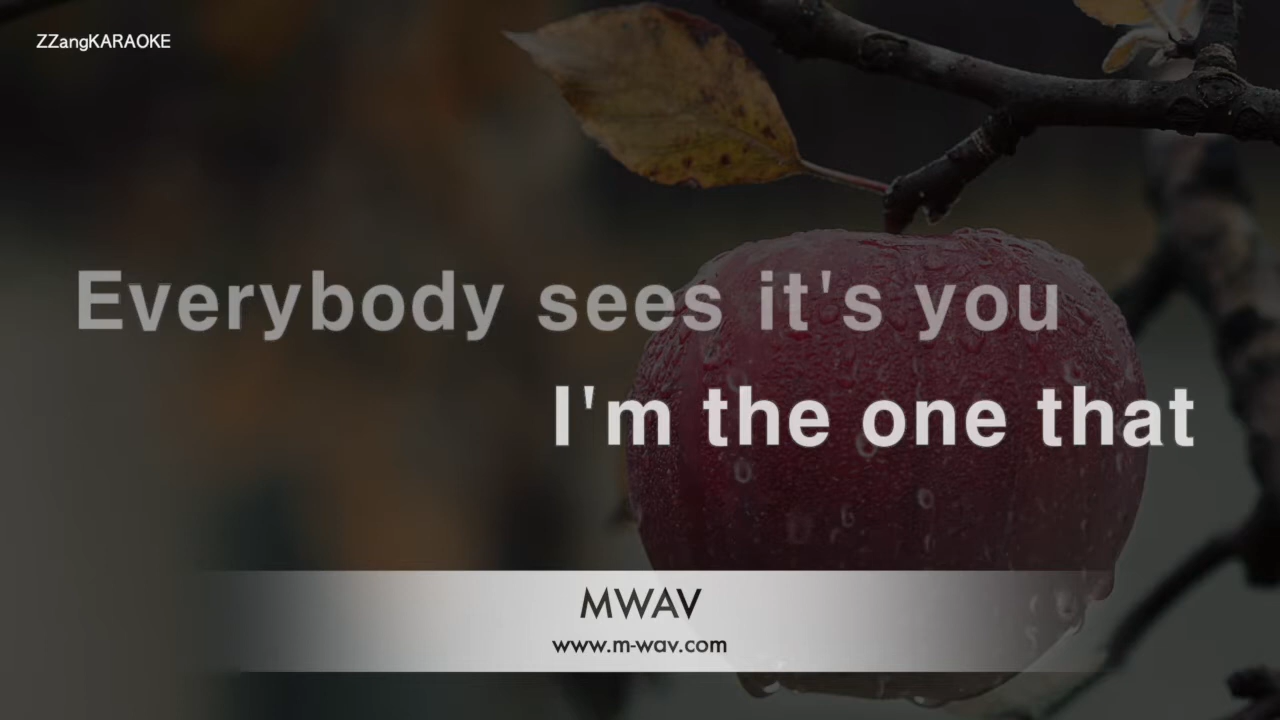 ZZangKARAOKE
Everybody sees it's you
I'm the one that
MWAV
www.m-wav.com